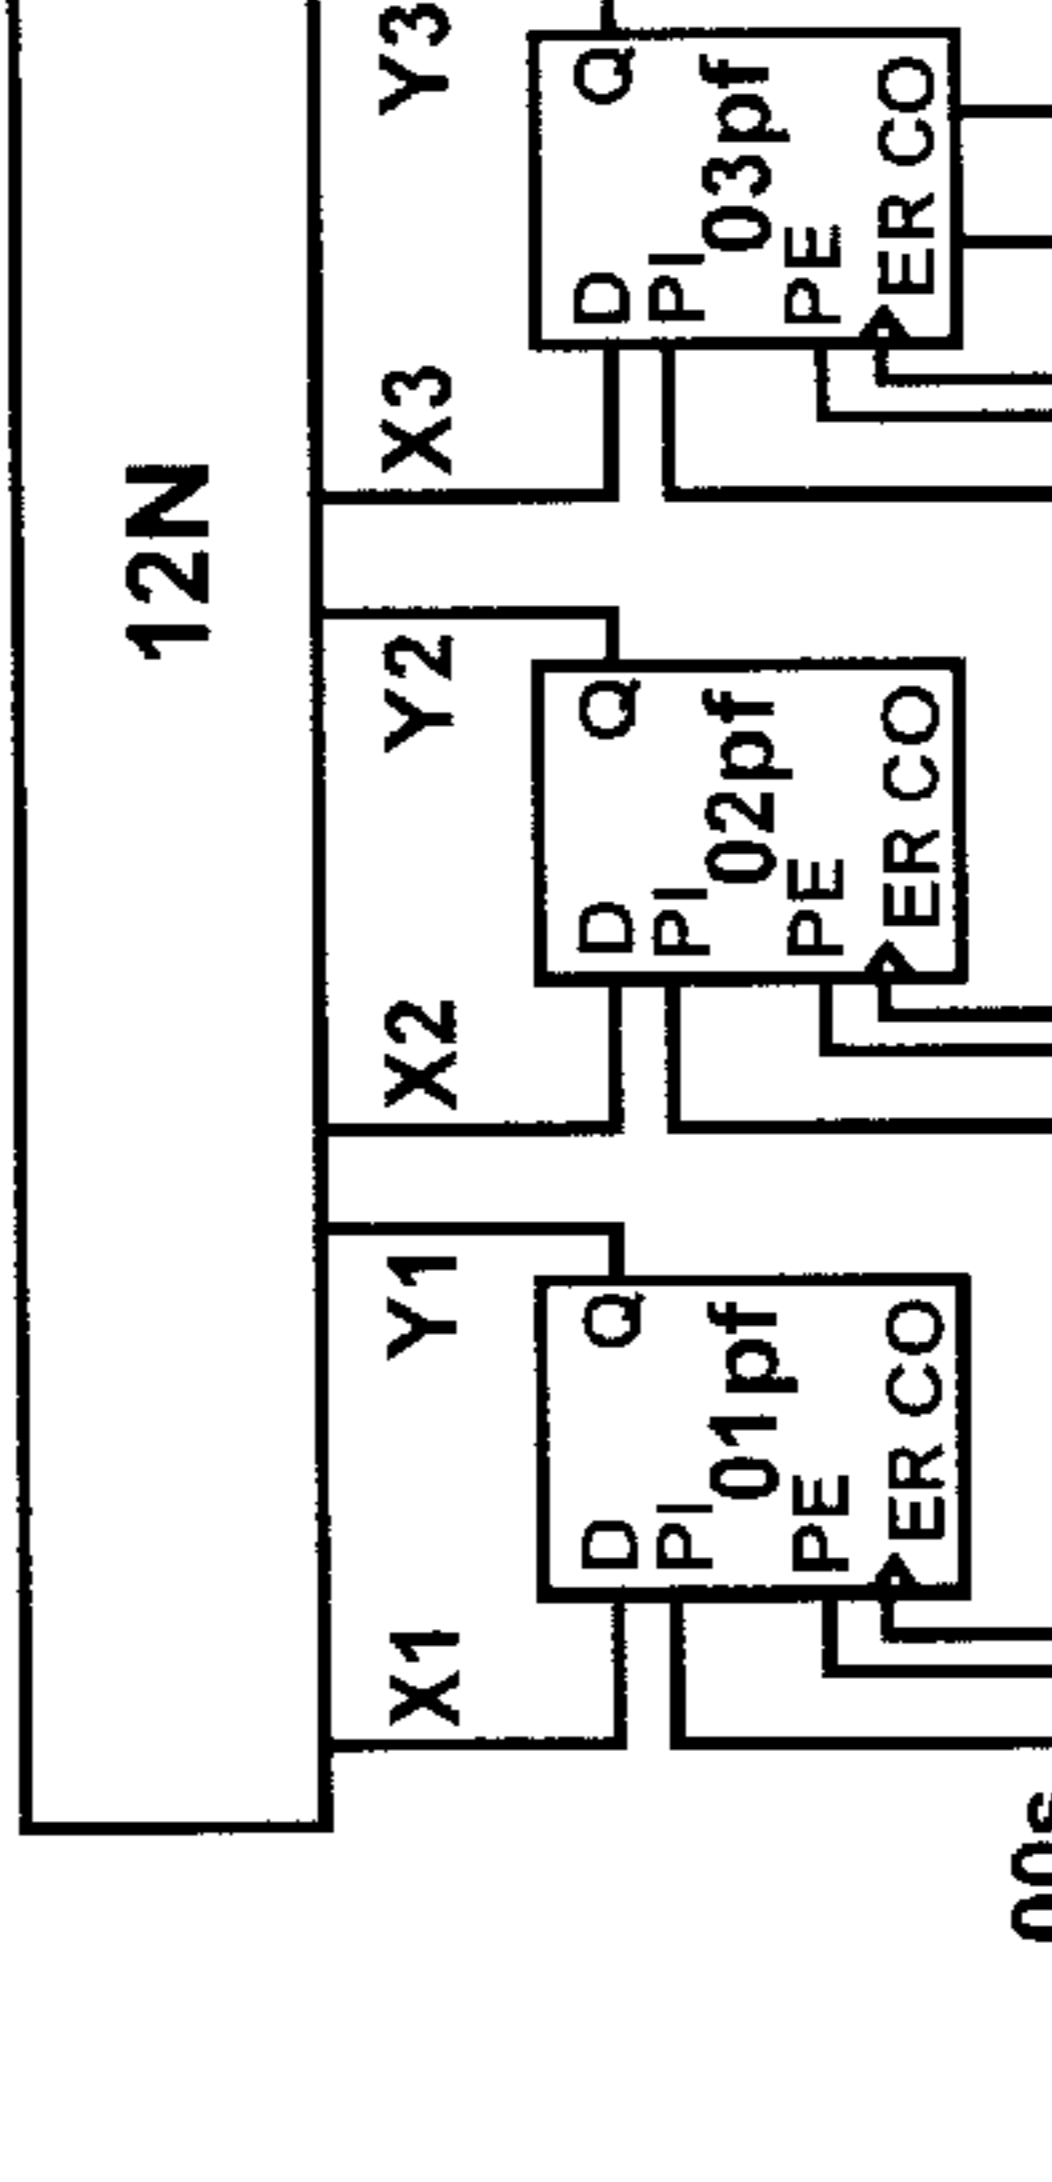 12N
X1 Y1 X2 Y2 X3 Y3
D Q D Q D Q
PI PI PI
01pf 02pf 03pf
PE PE PE
ER CO ER CO ER CO